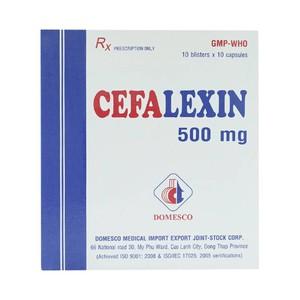 Rx PRESCRIPTION ONLY
GMP-WHO
10 blisters x 10 capsules
CEFALEXIN
500 mg
DOMESCO
DOMESCO MEDICAL IMPORT EXPORT JOINT-STOCK CORP.
66 National road 30, My Phu Ward, Cao Lanh City, Dong Thap Province
(Achieved ISO 9001: 2008 & ISO/IEC 17025: 2005 verifications)